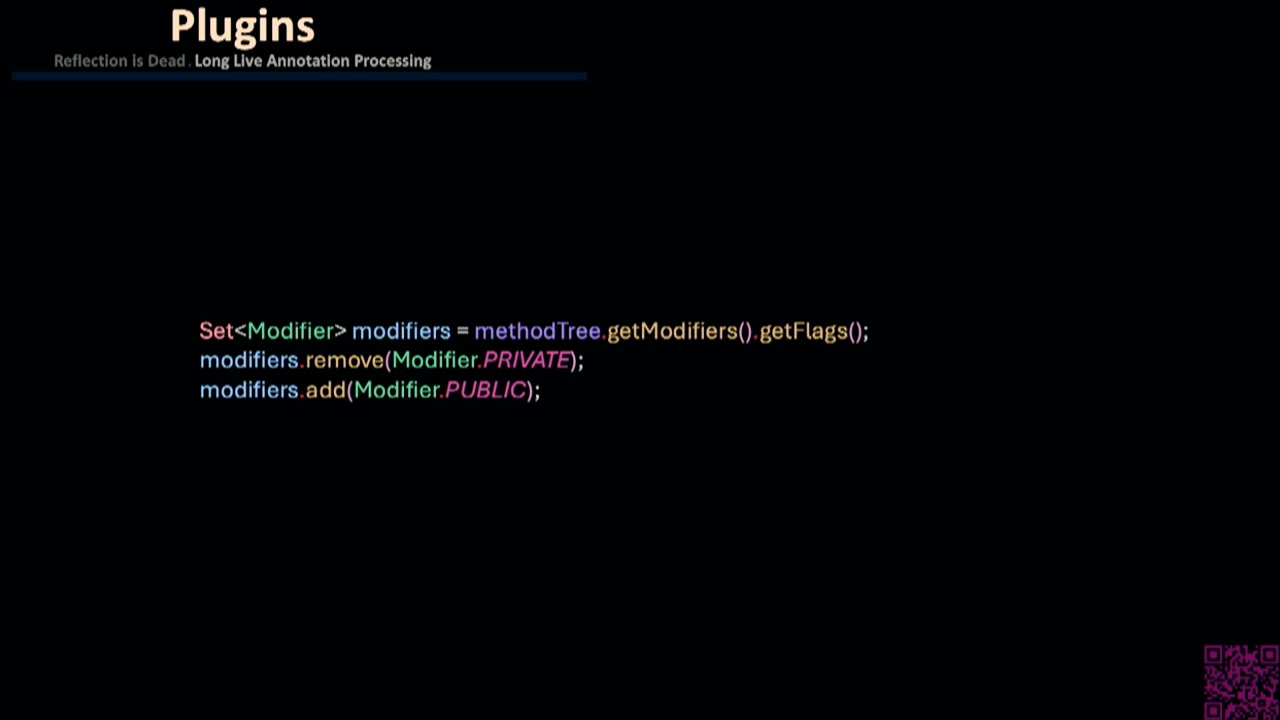 Plugins
Reflection is Dead. Long Live Annotation Processing
Set<Modifier> modifiers = methodTree.getModifiers().getFlags();
modifiers.remove(Modifier.PRIVATE);
modifiers.add(Modifier.PUBLIC);